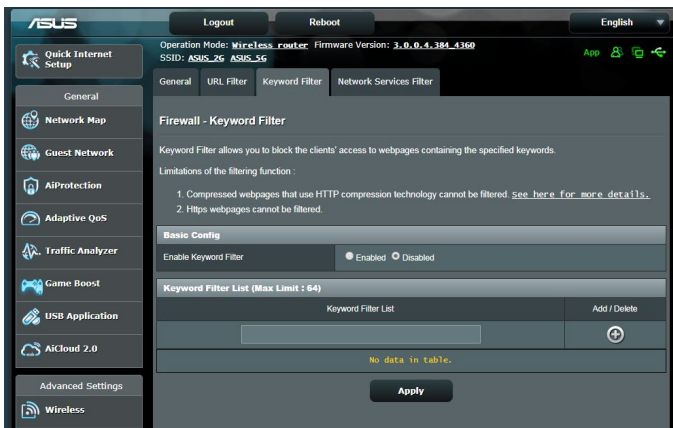 ASUS
Logout
Reboot
English
Quick Internet
Setup
Operation Mode: Wireless router Firmware Version: 3.0.0.4.384_4360
SSID: ASUS_2G ASUS_5G
App
General
URL Filter
Keyword Filter
Network Services Filter
General
Network Map
Guest Network
AiProtection
Adaptive QoS
Traffic Analyzer
Game Boost
USB Application
AiCloud 2.0
Advanced Settings
Wireless
Firewall - Keyword Filter
Keyword Filter allows you to block the clients' access to webpages containing the specified keywords.
Limitations of the filtering function :
1. Compressed webpages that use HTTP compression technology cannot be filtered. See here for more details.
2. Https webpages cannot be filtered.
Basic Config
Enable Keyword Filter
Enabled
Disabled
Keyword Filter List (Max Limit : 64)
Keyword Filter List
Add / Delete
No data in table.
Apply